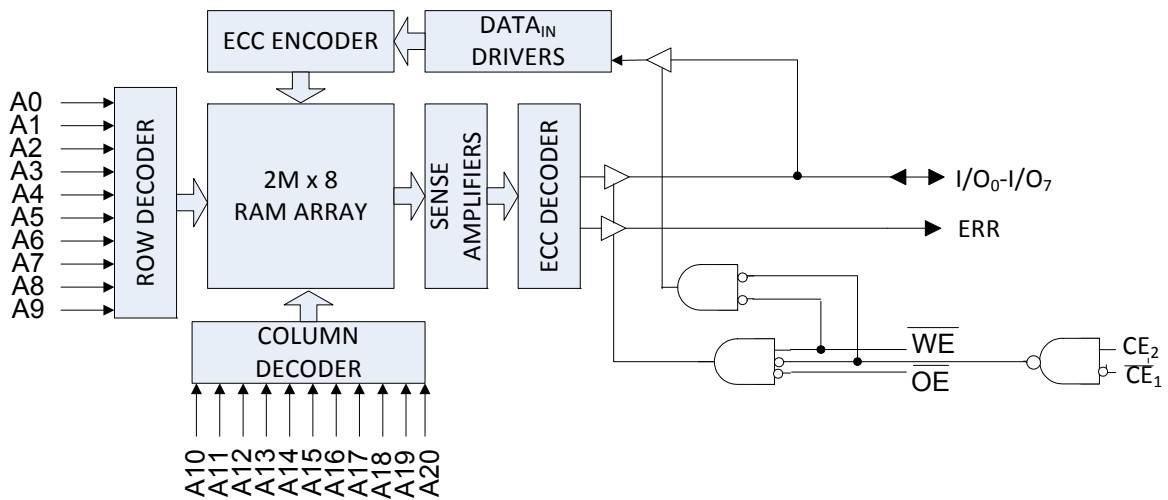 ECC ENCODER
DATAIN
DRIVERS
A0
A1
A2
A3
A4
A5
A6
A7
A8
A9
ROW DECODER
2M x 8
RAM ARRAY
SENSE
AMPLIFIERS
ECC DECODER
I/O0-I/O7
ERR
COLUMN
DECODER
WE
OE
CE2
CE1
A10
A11
A12
A13
A14
A15
A16
A17
A18
A19
A20